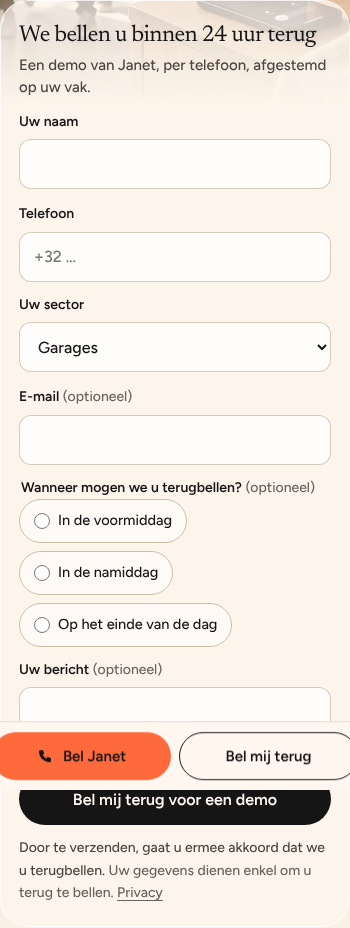 We bellen u binnen 24 uur terug
Een demo van Janet, per telefoon, afgestemd
op uw vak.
Uw naam
Telefoon
+32 ...
Uw sector
Garages
E-mail (optioneel)
Wanneer mogen we u terugbellen? (optioneel)
In de voormiddag
In de namiddag
Op het einde van de dag
Uw bericht (optioneel)
Bel Janet
Bel mij terug
Bel mij terug voor een demo
Door te verzenden, gaat u ermee akkoord dat we
u terugbellen. Uw gegevens dienen enkel om u
terug te bellen. Privacy